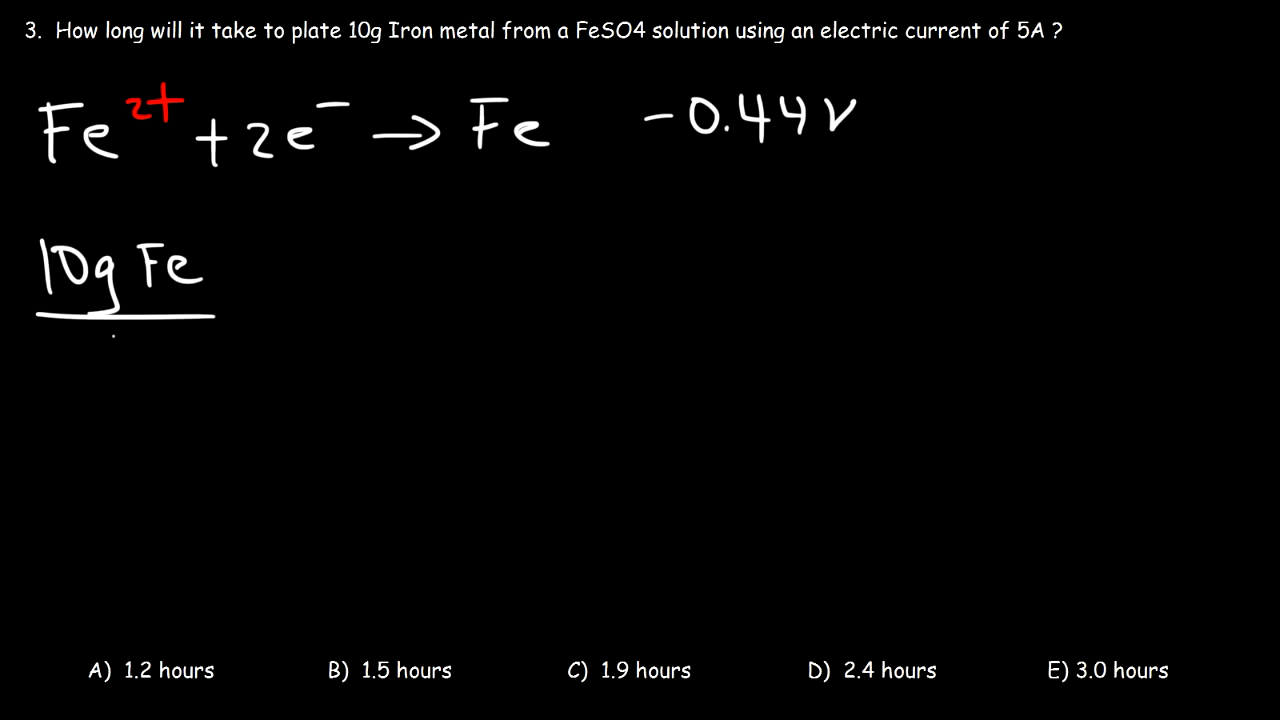 3. How long will it take to plate 10g Iron metal from a FeSO4 solution using an electric current of 5A ?
Fe 2+ + 2e − → Fe −0.44v
10g Fe
A) 1.2 hours B) 1.5 hours C) 1.9 hours D) 2.4 hours E) 3.0 hours